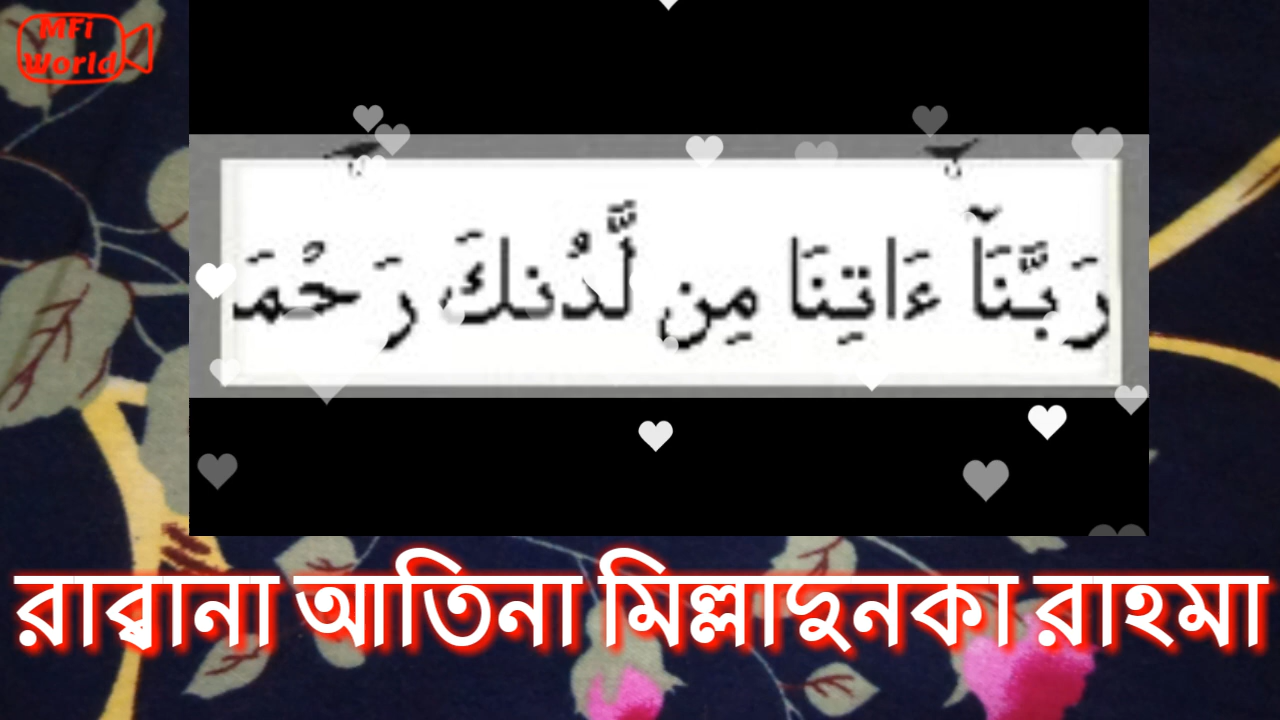 MFi
World
رَبَّنَآ ءَاتِنَا مِن لَّدُنكَ رَحْمَ
রাব্বানা আতিনা মিল্লাদুনকা রাহমা